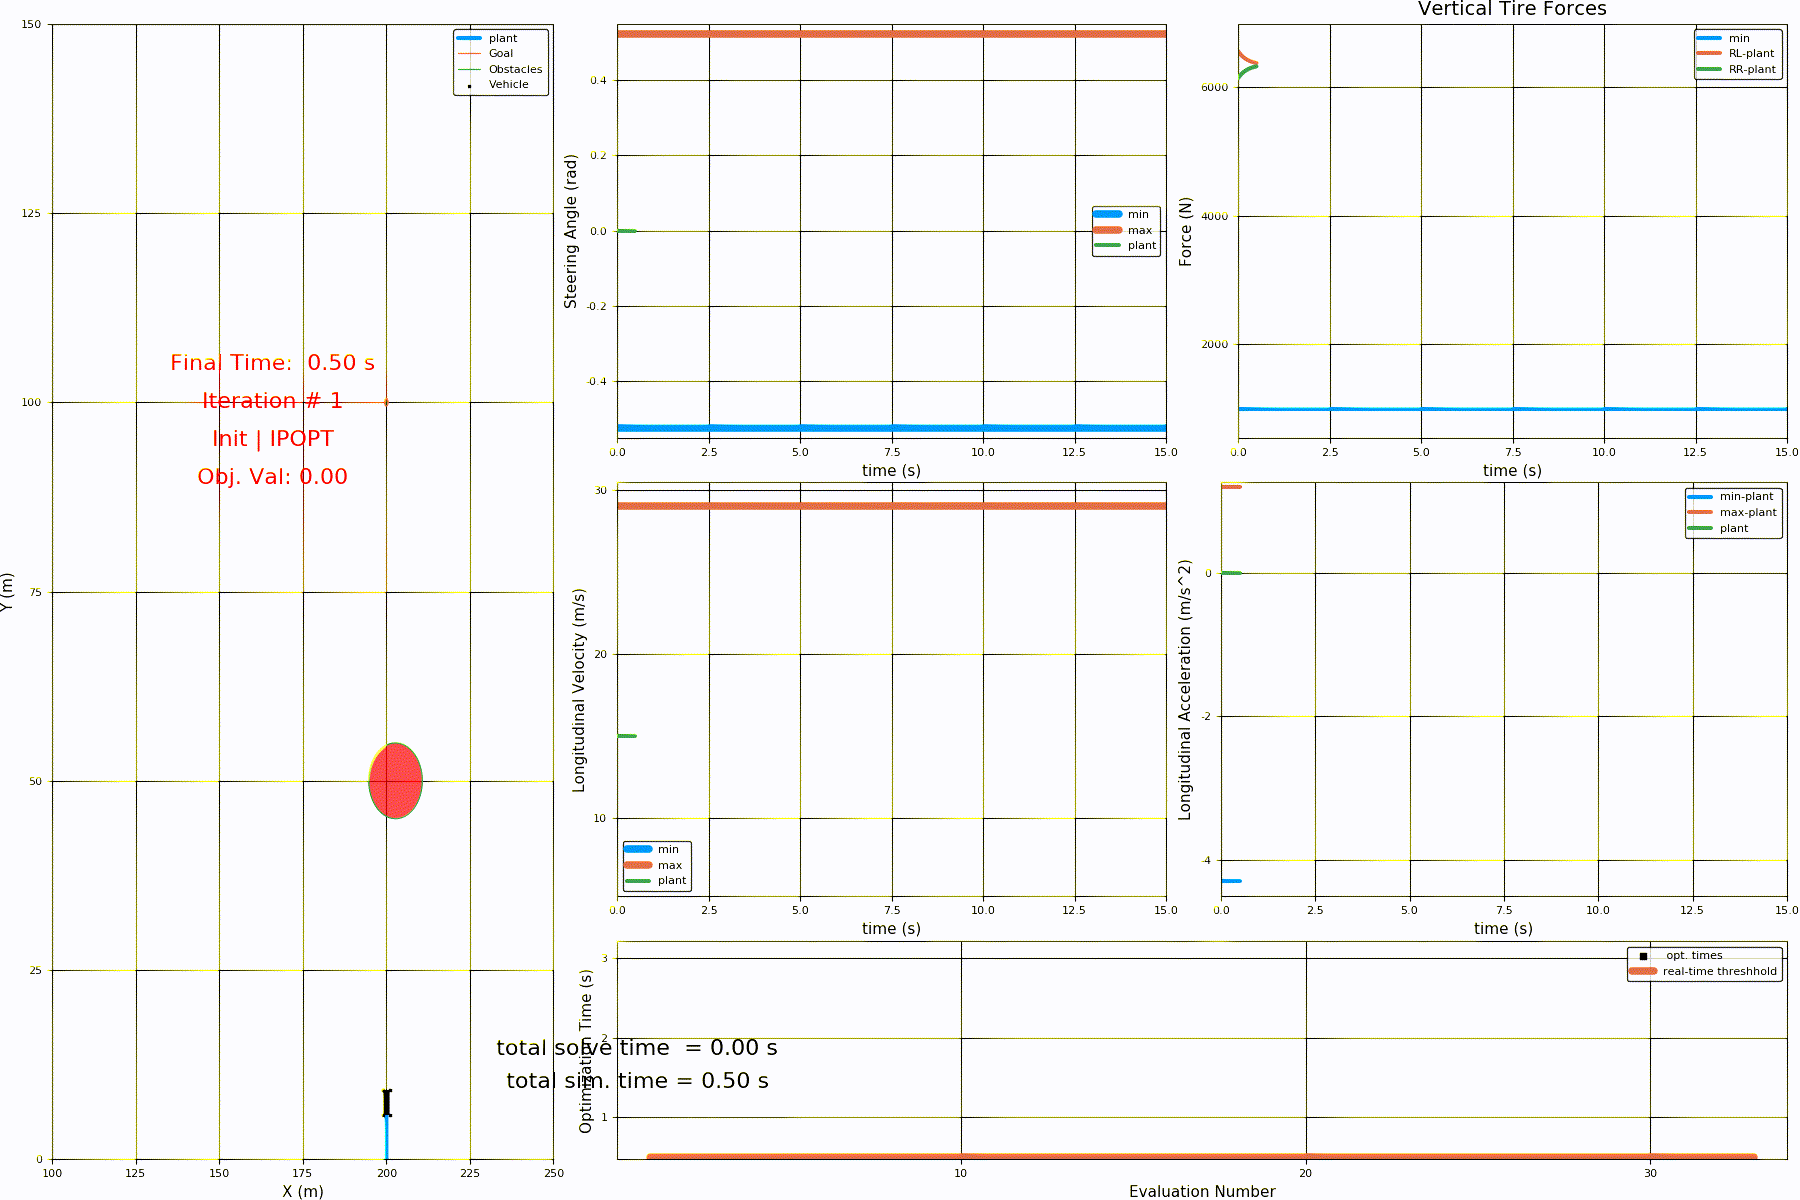 150
125
100
75
50
25
0
Y (m)
100
125
150
175
200
225
250
X (m)
plant
Goal
Obstacles
Vehicle
Final Time:  0.50 s
Iteration # 1
Init | IPOPT
Obj. Val: 0.00
0.4
0.2
0.0
-0.2
-0.4
Steering Angle (rad)
min
max
plant
0.0
2.5
5.0
7.5
10.0
12.5
15.0
time (s)
Vertical Tire Forces
6000
4000
2000
Force (N)
min
RL-plant
RR-plant
0.0
2.5
5.0
7.5
10.0
12.5
15.0
time (s)
30
20
10
Longitudinal Velocity (m/s)
min
max
plant
0.0
2.5
5.0
7.5
10.0
12.5
15.0
time (s)
0
-2
-4
Longitudinal Acceleration (m/s^2)
min-plant
max-plant
plant
0.0
2.5
5.0
7.5
10.0
12.5
15.0
time (s)
3
2
1
Optimization Time (s)
opt. times
real-time threshhold
total solve time  = 0.00 s
total sim. time = 0.50 s
10
20
30
Evaluation Number